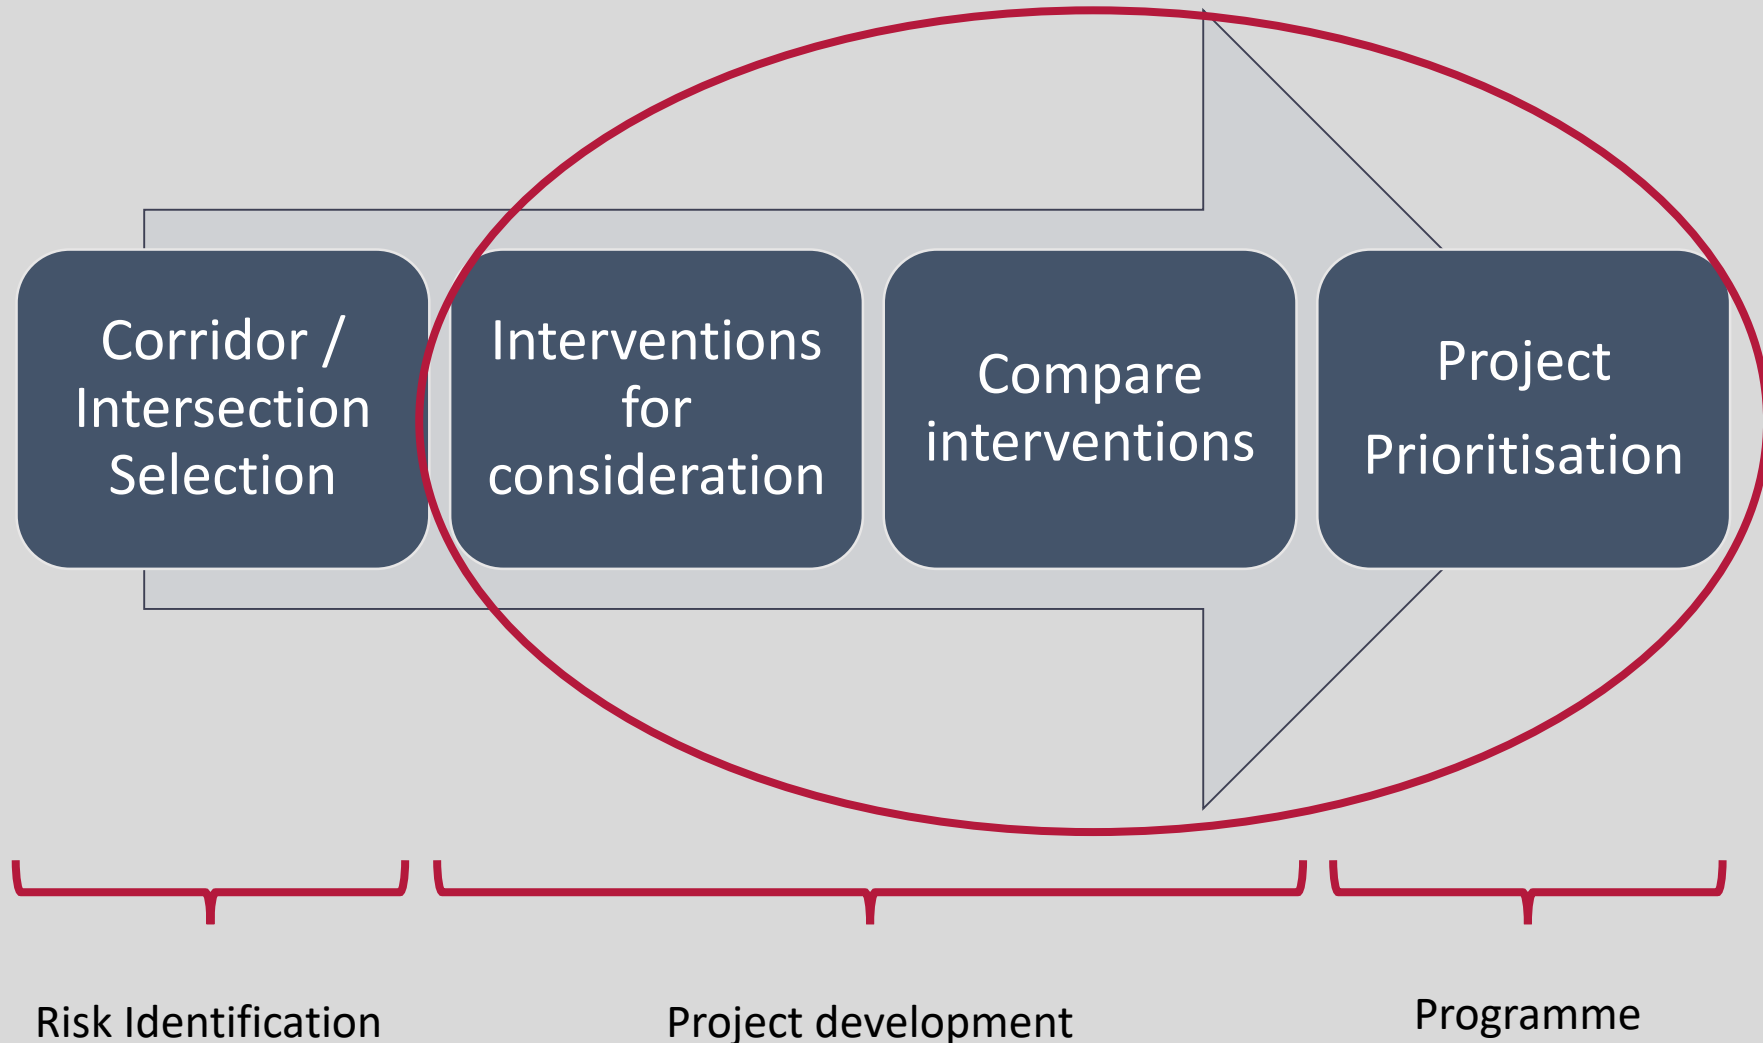 Corridor /
Intersection
Selection
Interventions
for
consideration
Compare
interventions
Project
Prioritisation
Risk Identification
Project development
Programme